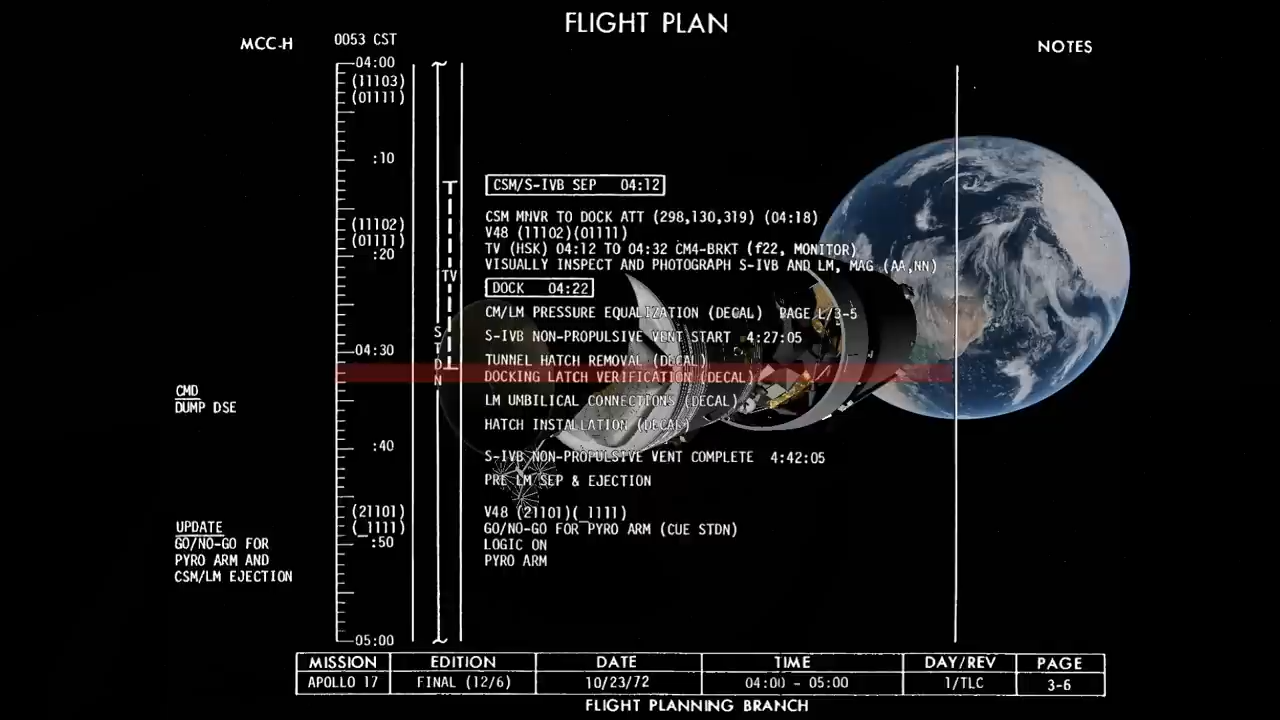 FLIGHT PLAN
MCC-H
0053 CST
NOTES
04:00
(11103)
(01111)
:10
(11102)
(01111)
:20
04:30
:40
(21101)
(_1111)
:50
05:00
TV
STDN
CMD
DUMP DSE
UPDATE
GO/NO-GO FOR
PYRO ARM AND
CSM/LM EJECTION
CSM/S-IVB SEP 04:12
CSM MNVR TO DOCK ATT (298,130,319) (04:18)
V48 (11102)(01111)
TV (HSK) 04:12 TO 04:32 CM4-BRKT (f22, MONITOR)
VISUALLY INSPECT AND PHOTOGRAPH S-IVB AND LM, MAG (AA,NN)
DOCK 04:22
CM/LM PRESSURE EQUALIZATION (DECAL) PAGE L/3-5
S-IVB NON-PROPULSIVE VENT START 4:27:05
TUNNEL HATCH REMOVAL (DECAL)
DOCKING LATCH VERIFICATION (DECAL)
LM UMBILICAL CONNECTIONS (DECAL)
HATCH INSTALLATION (DECAL)
S-IVB NON-PROPULSIVE VENT COMPLETE 4:42:05
PRE LM SEP & EJECTION
V48 (21101)(_1111)
GO/NO-GO FOR PYRO ARM (CUE STDN)
LOGIC ON
PYRO ARM
MISSION EDITION DATE TIME DAY/REV PAGE
APOLLO 17 FINAL (12/6) 10/23/72 04:00 - 05:00 1/TLC 3-6
FLIGHT PLANNING BRANCH